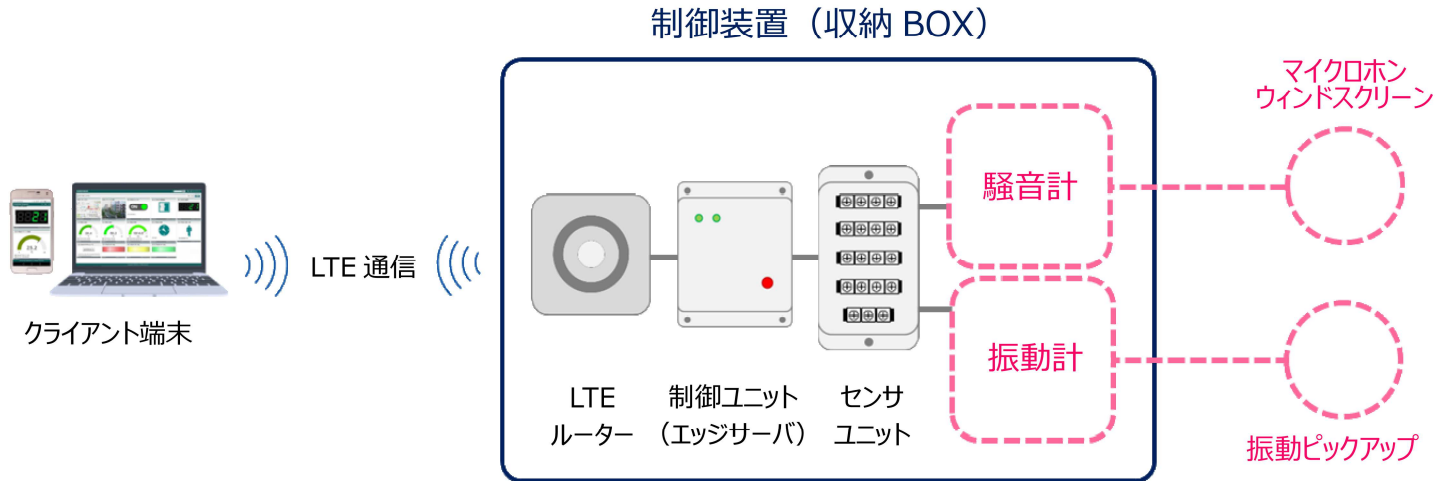 制御装置（収納 BOX）
マイクロホン
ウィンドスクリーン
騒音計
LTE 通信
クライアント端末
振動計
LTE
ルーター
制御ユニット
（エッジサーバ）
センサ
ユニット
振動ピックアップ